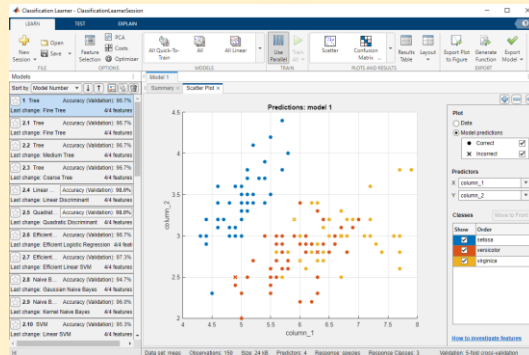 Classification Learner - ClassificationLearnerSession
LEARN TEST EXPLAIN
New Session
Open
Save
Feature Selection
PCA
Costs
Optimizer
All Quick-To-Train
All
All Linear
Use Parallel
Train All
Scatter
Confusion Matrix
Results Table
Layout
Export Plot to Figure
Generate Function
Export Model
FILE OPTIONS MODELS TRAIN PLOTS AND RESULTS EXPORT
Models
Sort by Model Number
1 Tree Accuracy (Validation): 96.7%
Last change: Fine Tree 4/4 features
2.1 Tree Accuracy (Validation): 96.7%
Last change: Fine Tree 4/4 features
2.2 Tree Accuracy (Validation): 96.7%
Last change: Medium Tree 4/4 features
2.3 Tree Accuracy (Validation): 96.7%
Last change: Coarse Tree 4/4 features
2.4 Linear ... Accuracy (Validation): 98.0%
Last change: Linear Discriminant 4/4 features
2.5 Quadrat... Accuracy (Validation): 98.0%
Last change: Quadratic Discriminant 4/4 features
2.6 Efficient... Accuracy (Validation):
Last change: Efficient Logistic Regression 4/4 feat
2.7 Efficient... Accuracy (Validation): 97.3%
Last change: Efficient Linear SVM 4/4 features
2.8 Naive B... Accuracy (Validation): 94.7%
Last change: Gaussian Naive Bayes 4/4 features
2.9 Naive B... Accuracy (Validation): 96.0%
Last change: Kernel Naive Bayes 4/4 features
2.10 SVM Accuracy (Validation): 95.3%
Last change: Linear SVM 4/4 features
Model 1
Summary Scatter Plot
Predictions: model 1
4.5
4
3.5
3
2.5
2
column_2
4 4.5 5 5.5 6 6.5 7 7.5 8
column_1
Plot
Data
Model predictions
Correct
Incorrect
Predictors
X column_1
Y column_2
Classes
Move to Front
Show Order
setosa
versicolor
virginica
How to investigate features
Data set: meas Observations: 150 Size: 24 kB Predictors: 4 Response: species Response Classes: 3 Validation: 5-fold cross-validation